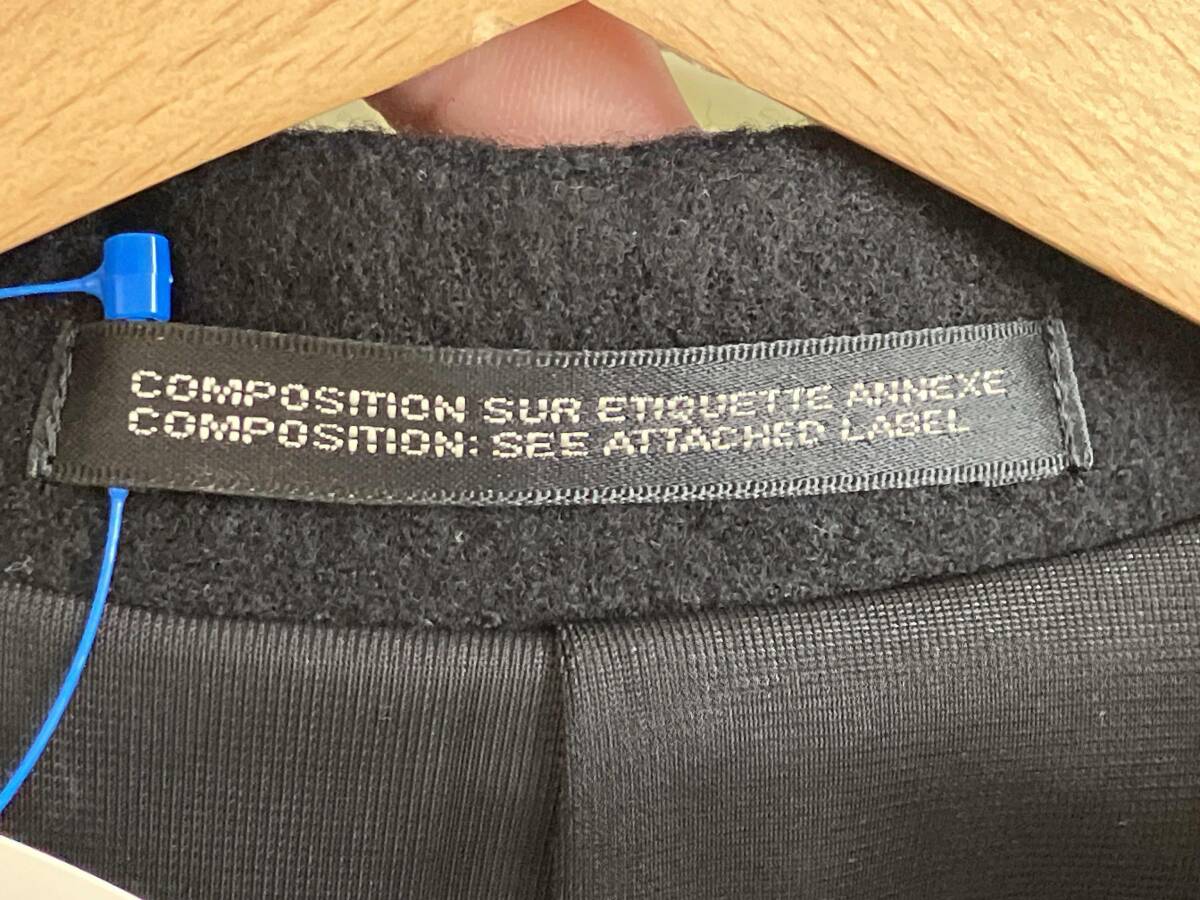 COMPOSITION SUR ETIQUETTE ANNEXE
COMPOSITION: SEE ATTACHED LABEL